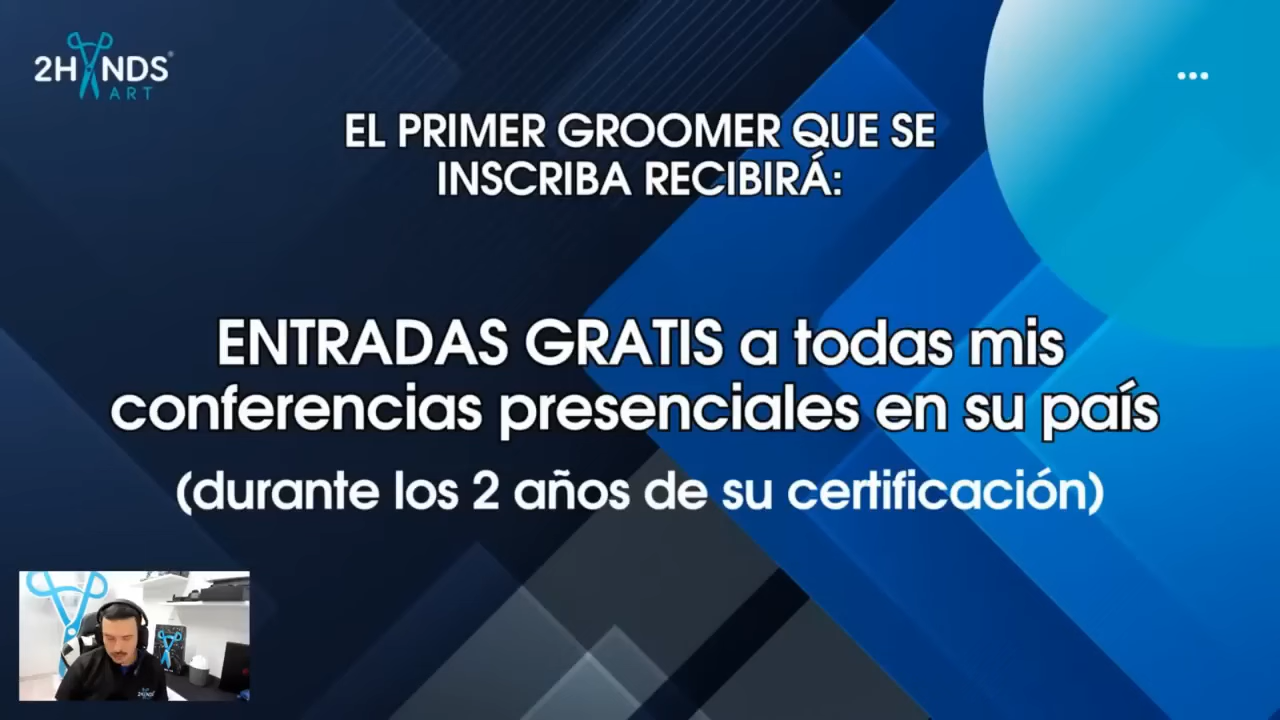 2HANDS®
ART
EL PRIMER GROOMER QUE SE
INSCRIBA RECIBIRÁ:
ENTRADAS GRATIS a todas mis
conferencias presenciales en su país
(durante los 2 años de su certificación)
2HANDS